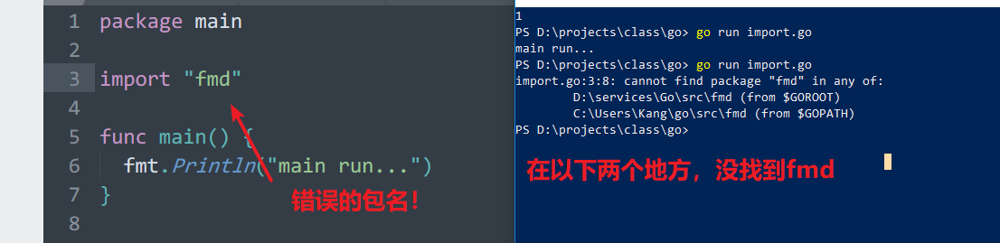 1 package main
2
3 import "fmd"
4
5 func main() {
6 fmt.Println("main run...")
7 }
8
错误的包名！
1
PS D:\projects\class\go> go run import.go
main run...
PS D:\projects\class\go> go run import.go
import.go:3:8: cannot find package "fmd" in any of:
D:\services\Go\src\fmd (from $GOROOT)
C:\Users\Kang\go\src\fmd (from $GOPATH)
PS D:\projects\class\go>
在以下两个地方，没找到fmd